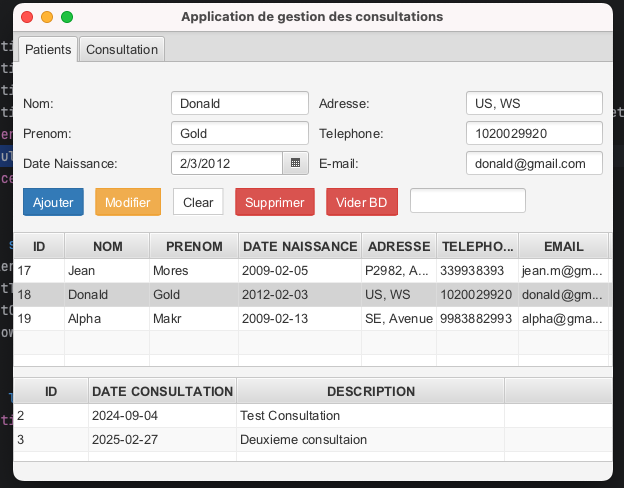 Application de gestion des consultations
Patients Consultation
Nom: Donald Adresse: US, WS
Prenom: Gold Telephone: 1020029920
Date Naissance: 2/3/2012 E-mail: donald@gmail.com
Ajouter Modifier Clear Supprimer Vider BD
ID NOM PRENOM DATE NAISSANCE ADRESSE TELEPHO... EMAIL
17 Jean Mores 2009-02-05 P2982, A... 339938393 jean.m@gm...
18 Donald Gold 2012-02-03 US, WS 1020029920 donald@gm...
19 Alpha Makr 2009-02-13 SE, Avenue 9983882993 alpha@gma...
ID DATE CONSULTATION DESCRIPTION
2 2024-09-04 Test Consultation
3 2025-02-27 Deuxieme consultaion